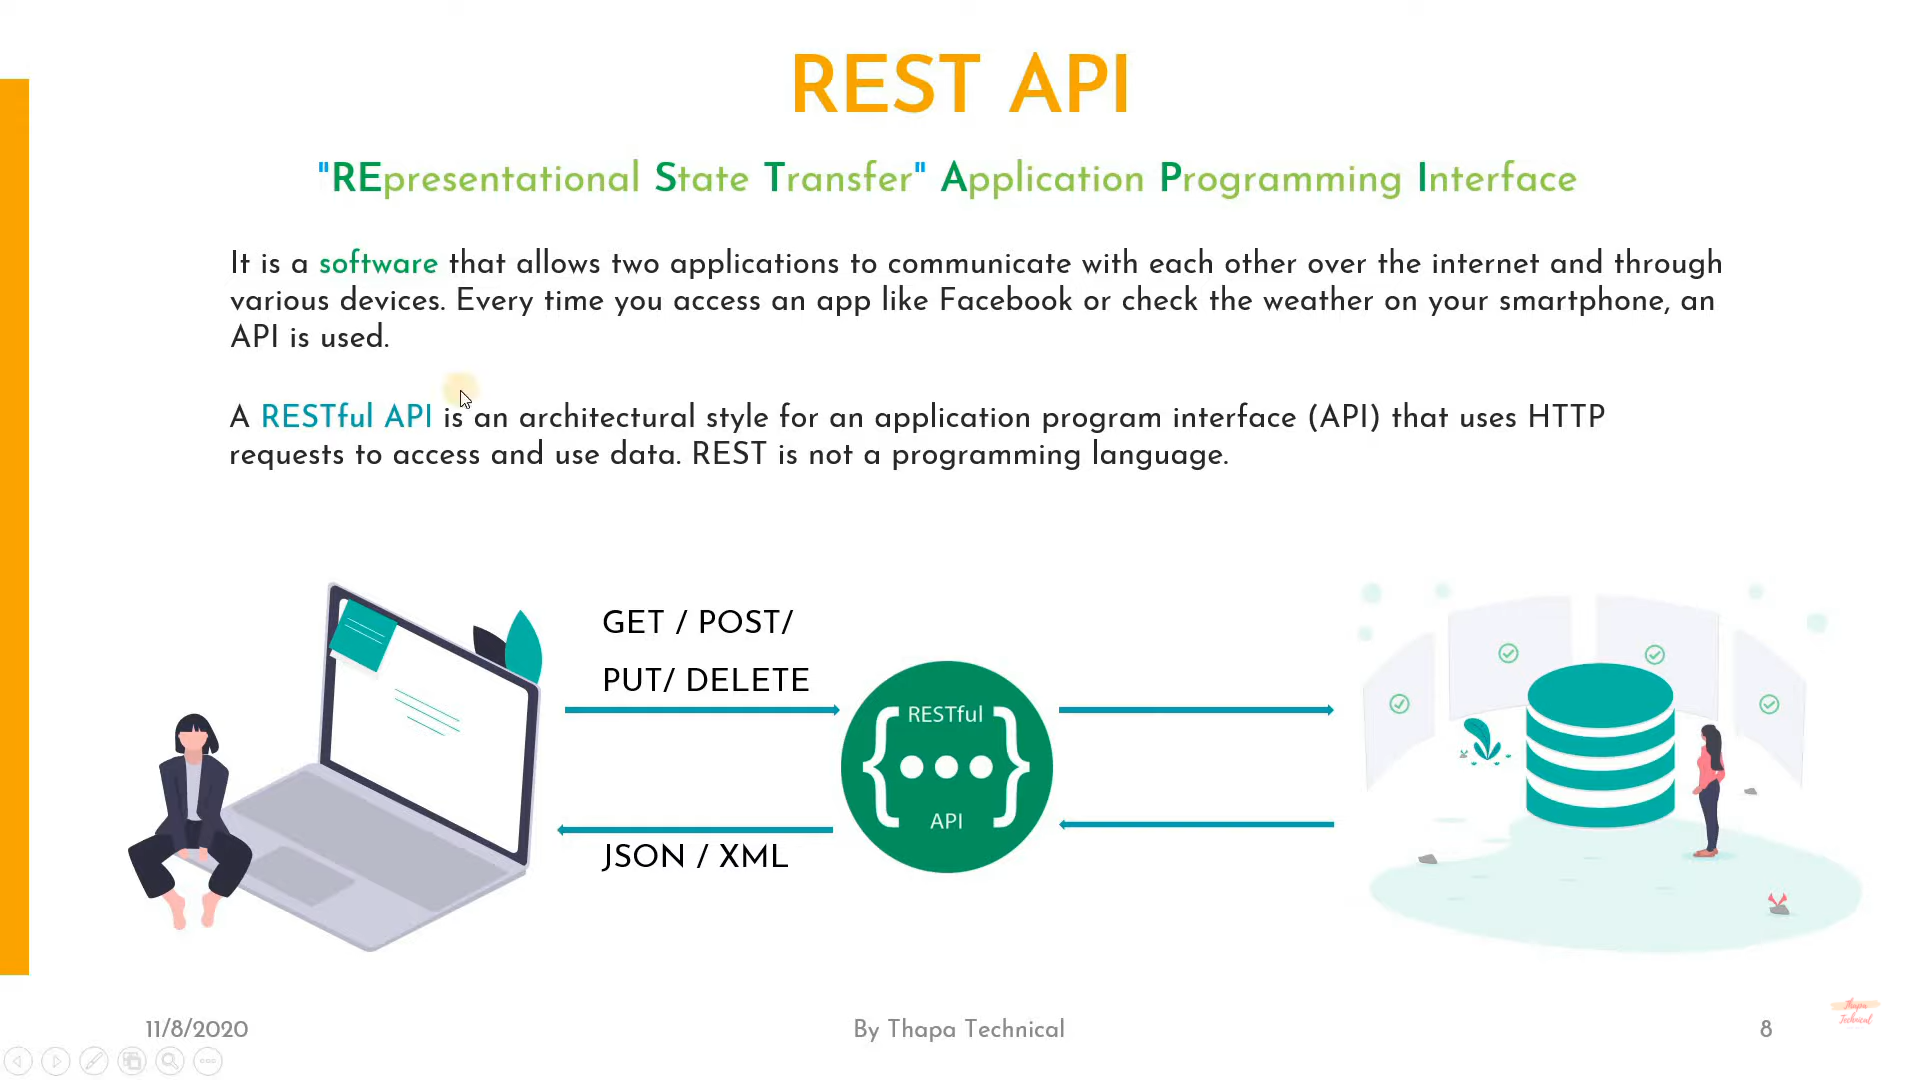 REST API
"REpresentational State Transfer" Application Programming Interface
It is a software that allows two applications to communicate with each other over the internet and through
various devices. Every time you access an app like Facebook or check the weather on your smartphone, an
API is used.
A RESTful API is an architectural style for an application program interface (API) that uses HTTP
requests to access and use data. REST is not a programming language.
GET / POST/
PUT/ DELETE
RESTful
API
JSON / XML
11/8/2020
By Thapa Technical
8
Thapa
Technical